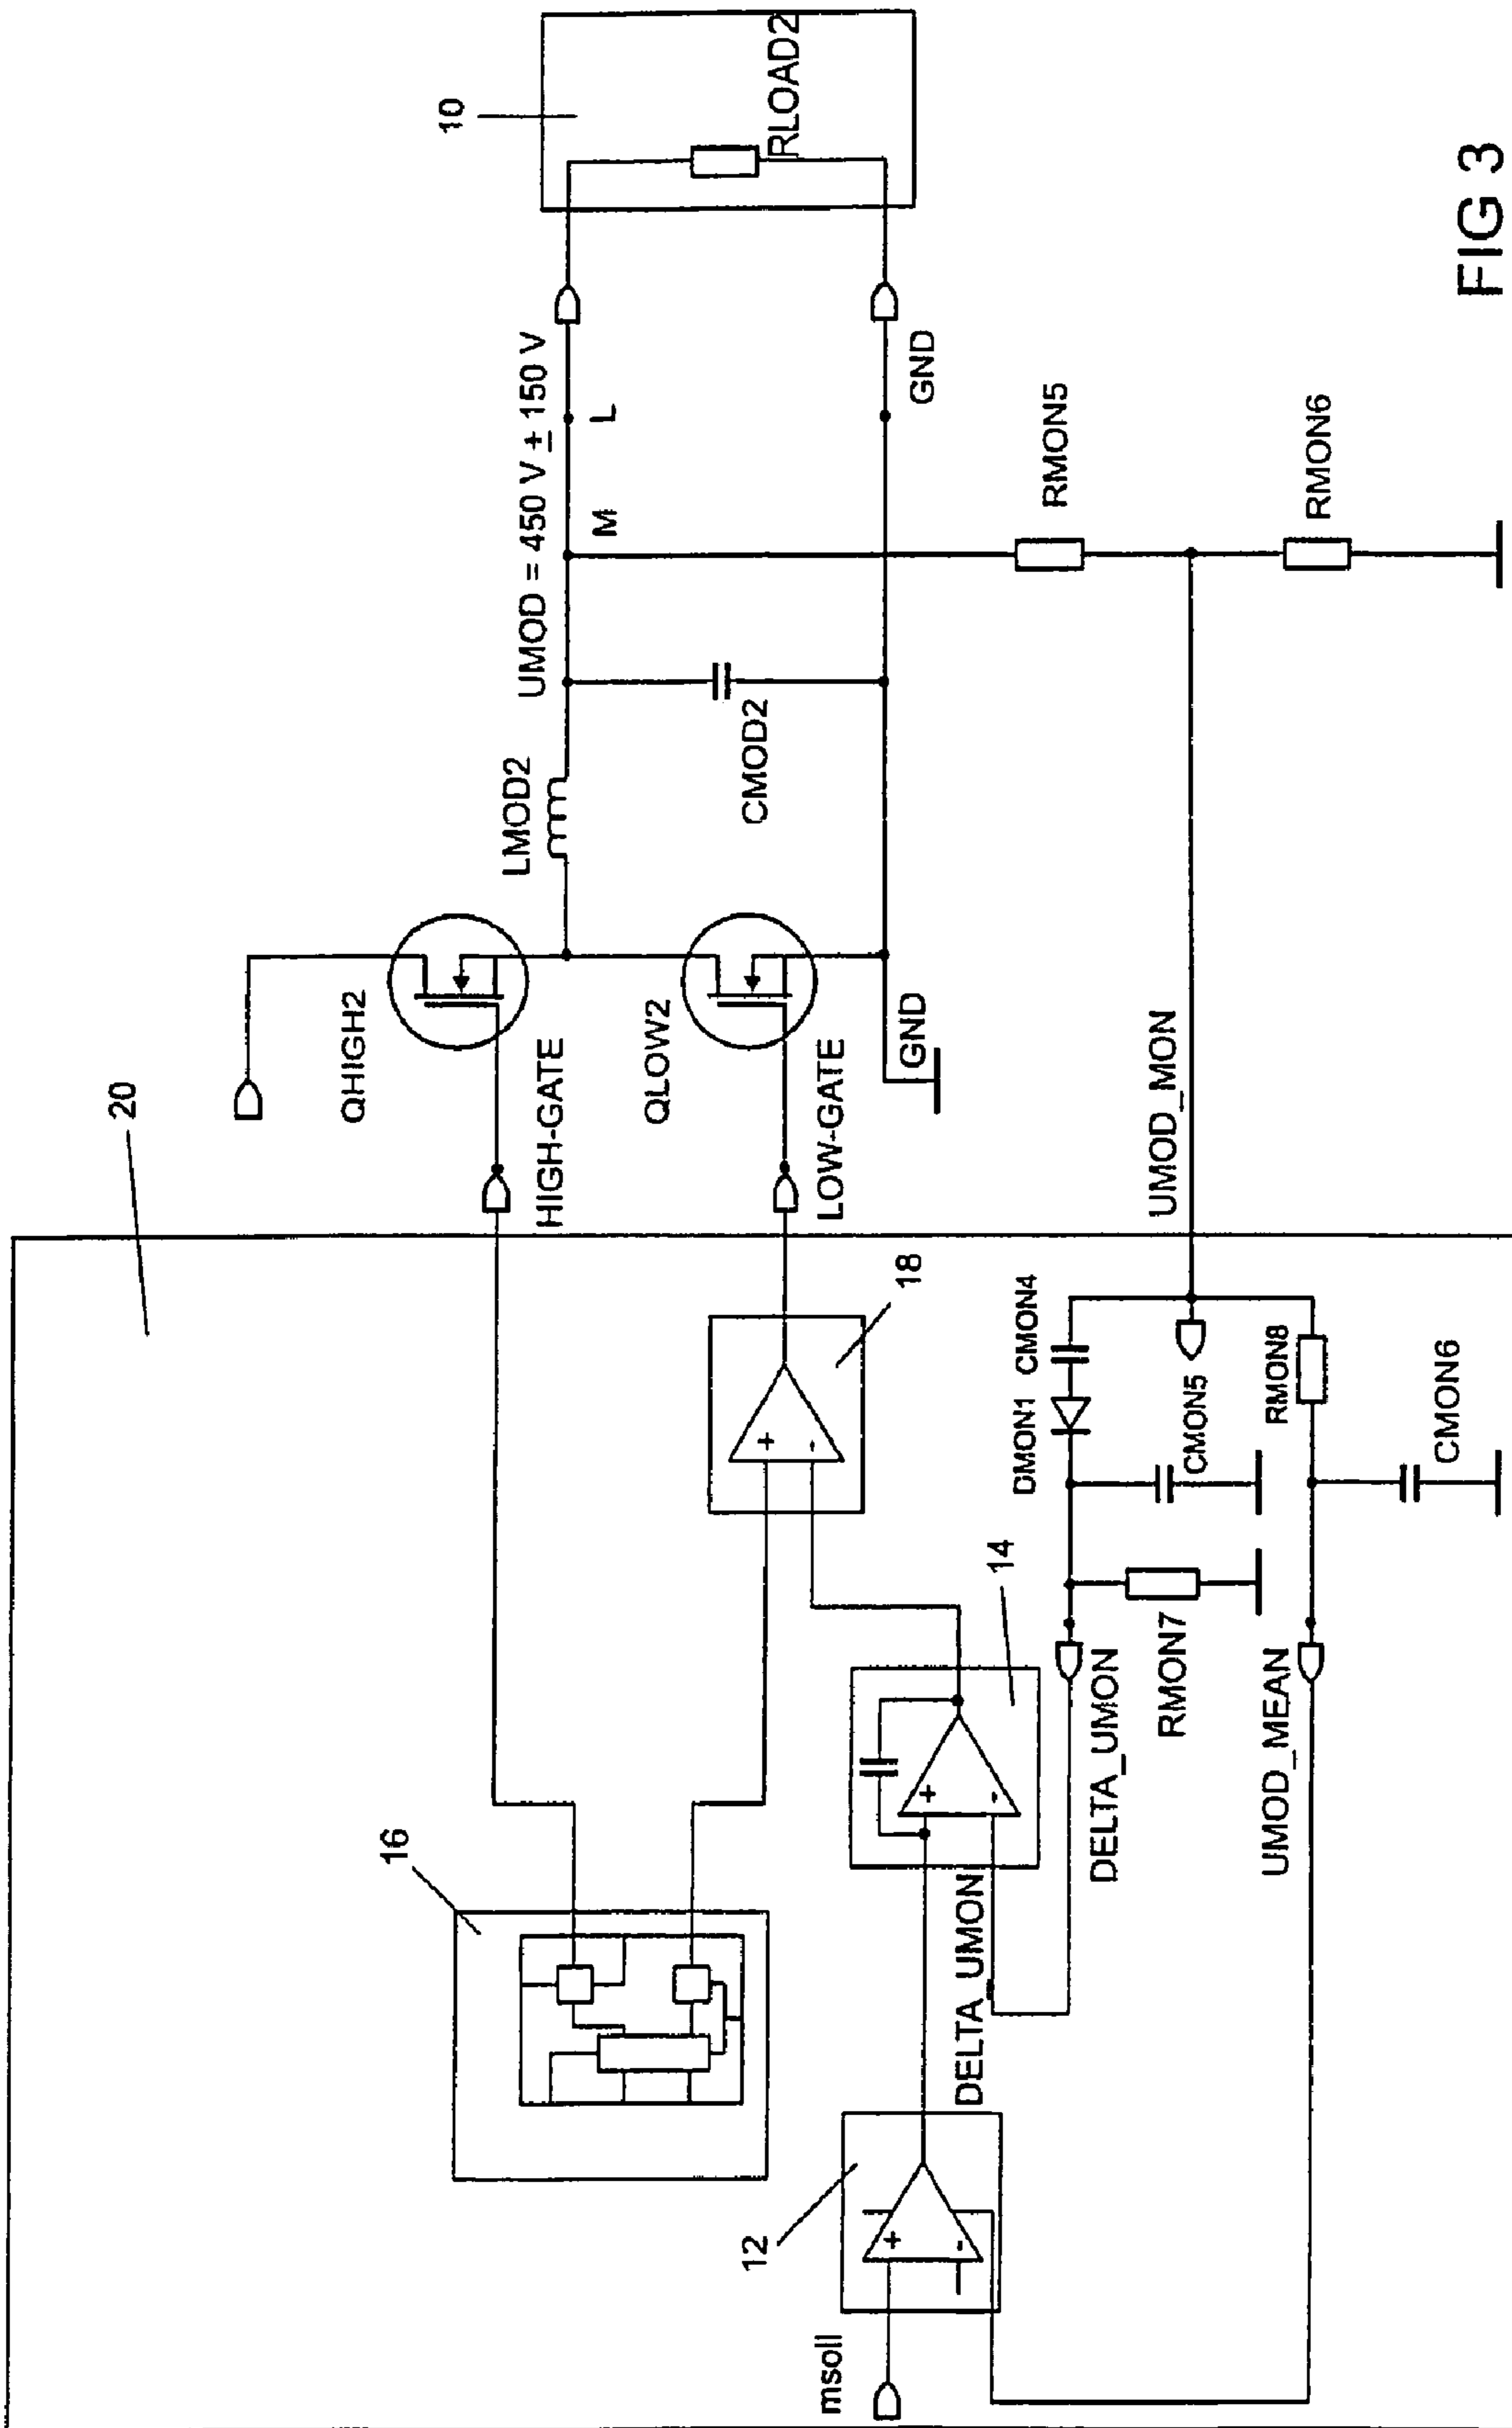 20
10
QHIGH2
LMOD2
UMOD = 450 V ± 150 V
HIGH-GATE
M
L
RLOAD2
QLOW2
CMOD2
LOW-GATE
GND
GND
16
18
+
-
RMON5
UMOD_MON
RMON6
12
msoll
+
-
DELTA_UMON
14
+
-
DMON1
CMON4
DELTA_UMON
CMON5
RMON7
RMON8
UMOD_MEAN
CMON6
FIG 3